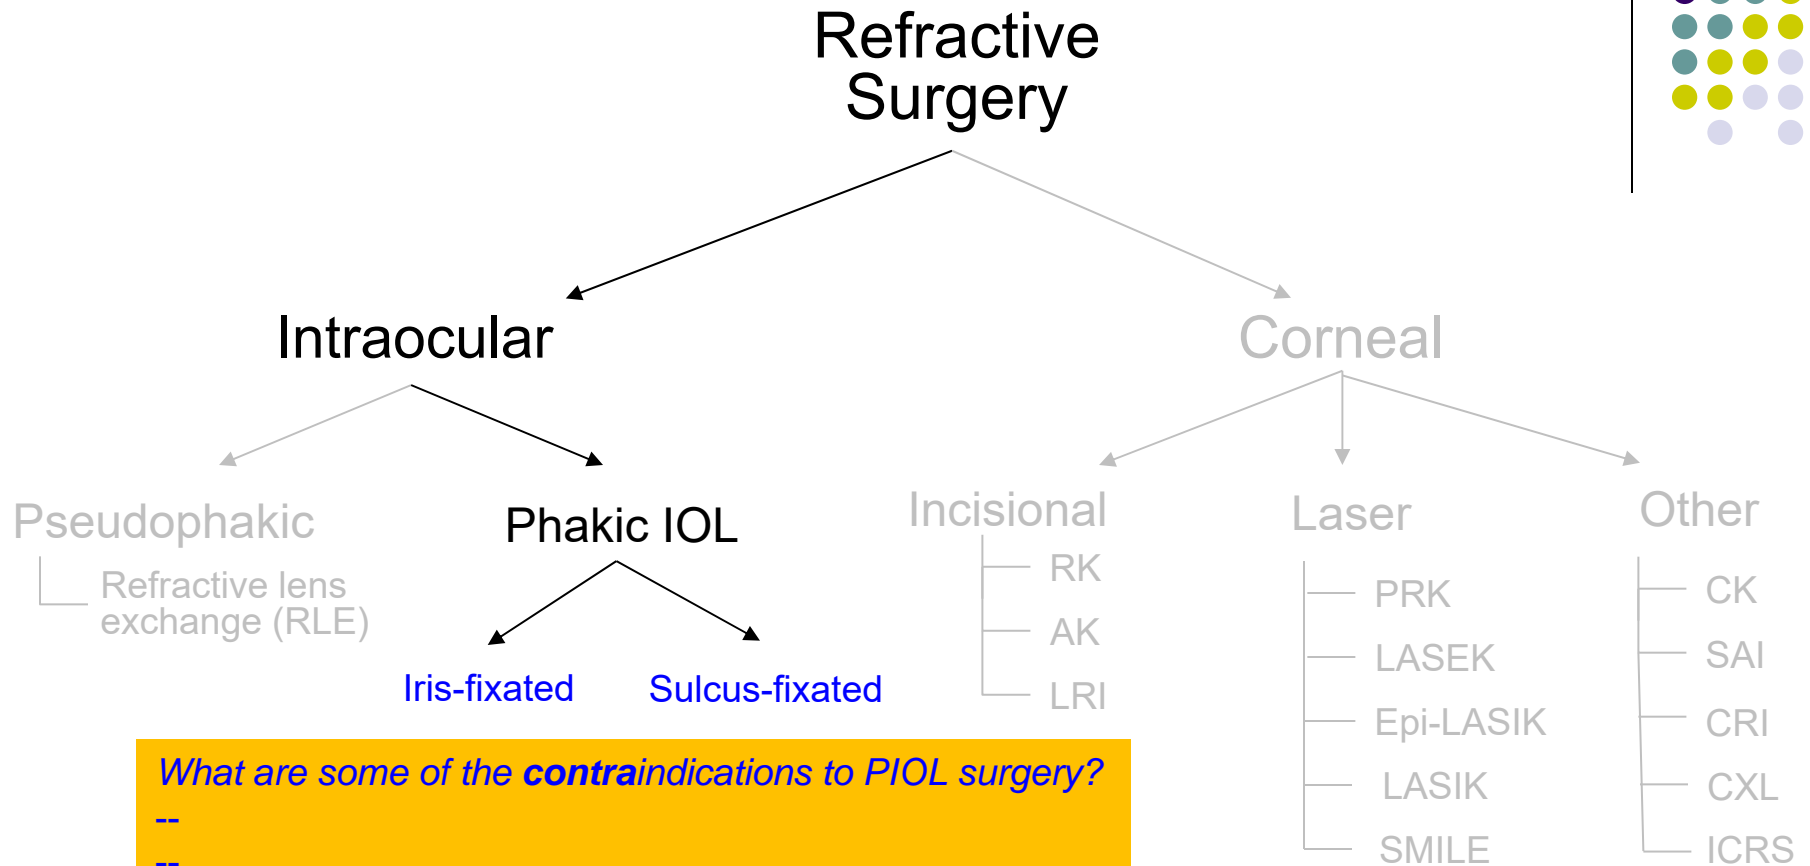 Refractive
Surgery
Intraocular
Corneal
Pseudophakic
Refractive lens
exchange (RLE)
Phakic IOL
Iris-fixated
Sulcus-fixated
Incisional
RK
AK
LRI
Laser
PRK
LASEK
Epi-LASIK
LASIK
SMILE
Other
CK
SAI
CRI
CXL
ICRS
What are some of the contraindications to PIOL surgery?
--
--